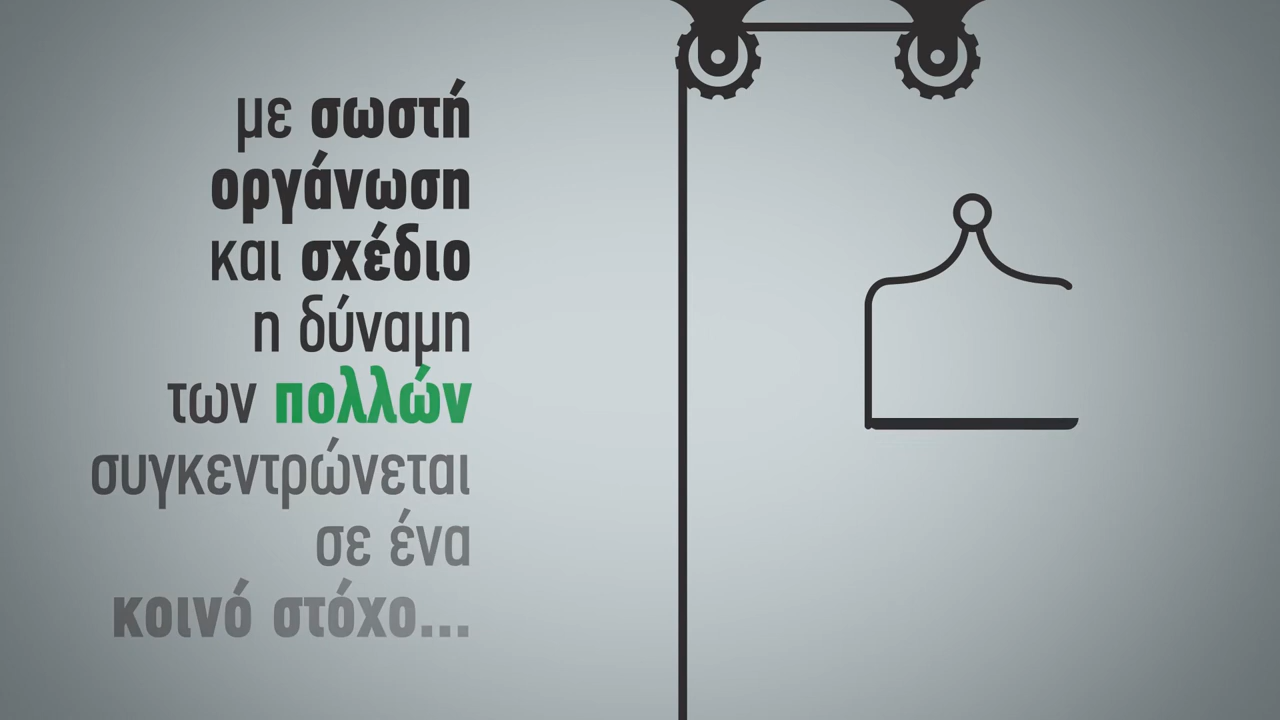 με σωστή
οργάνωση
και σχέδιο
η δύναμη
των πολλών
συγκεντρώνεται
σε ένα
κοινό στόχο...